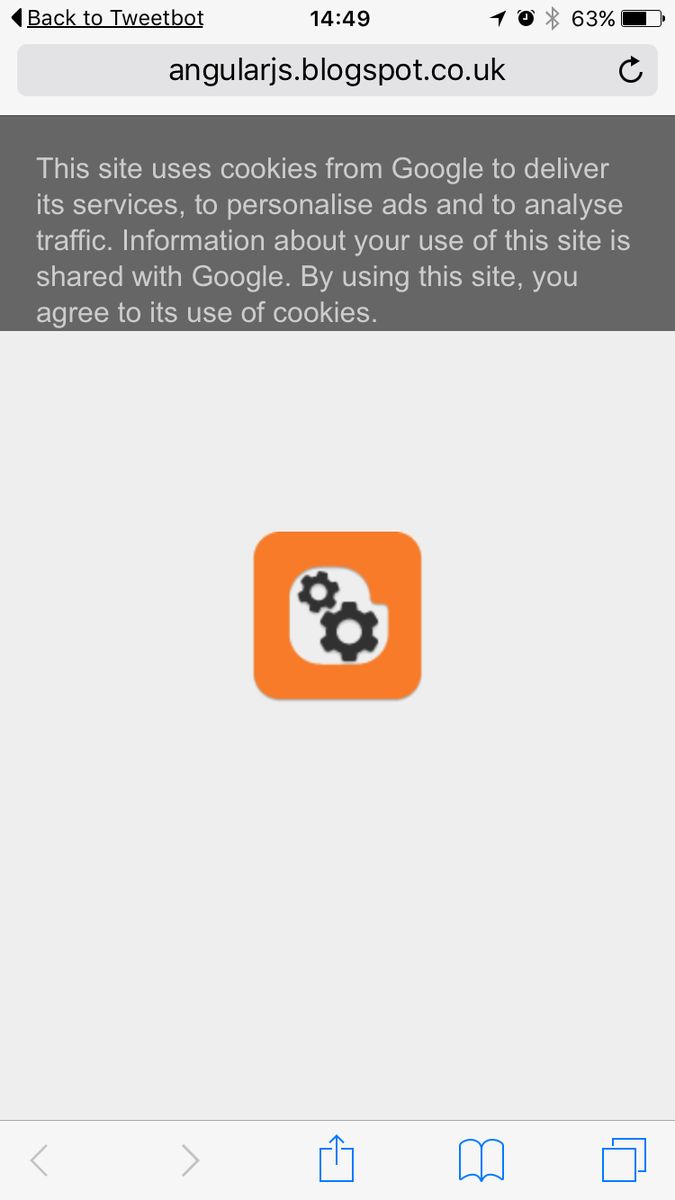 Back to Tweetbot 14:49 63%
angularjs.blogspot.co.uk
This site uses cookies from Google to deliver
its services, to personalise ads and to analyse
traffic. Information about your use of this site is
shared with Google. By using this site, you
agree to its use of cookies.